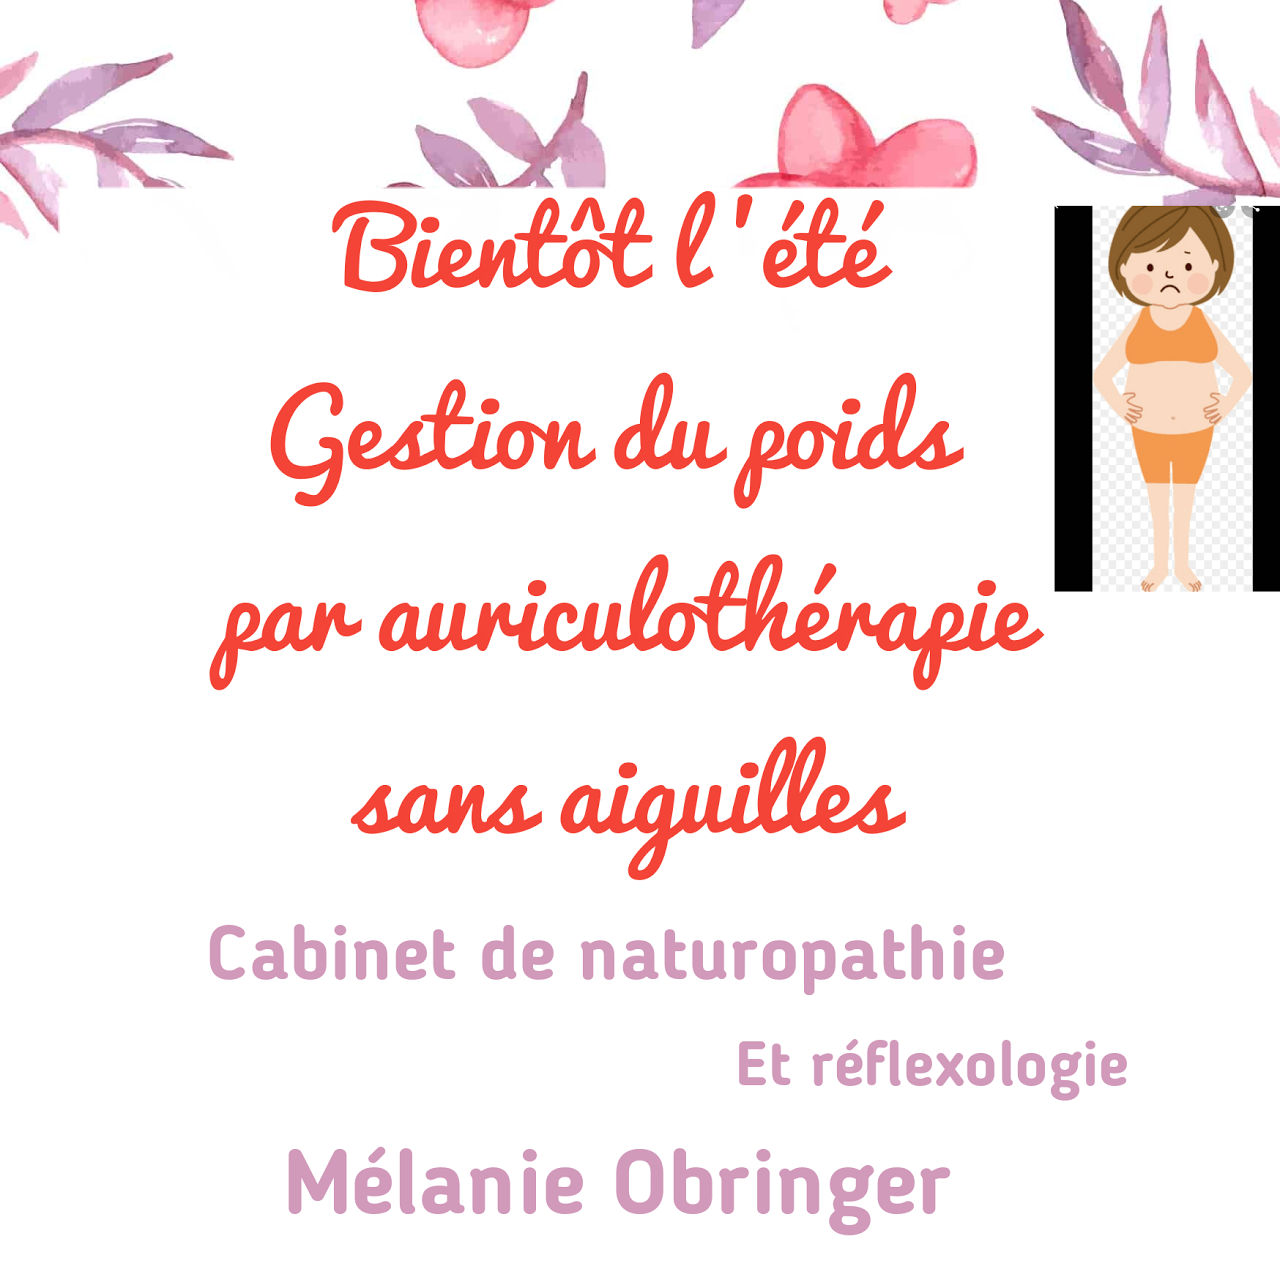 Bientôt l'été
Gestion du poids
par auriculothérapie
sans aiguilles
Cabinet de naturopathie
Et réflexologie
Mélanie Obringer